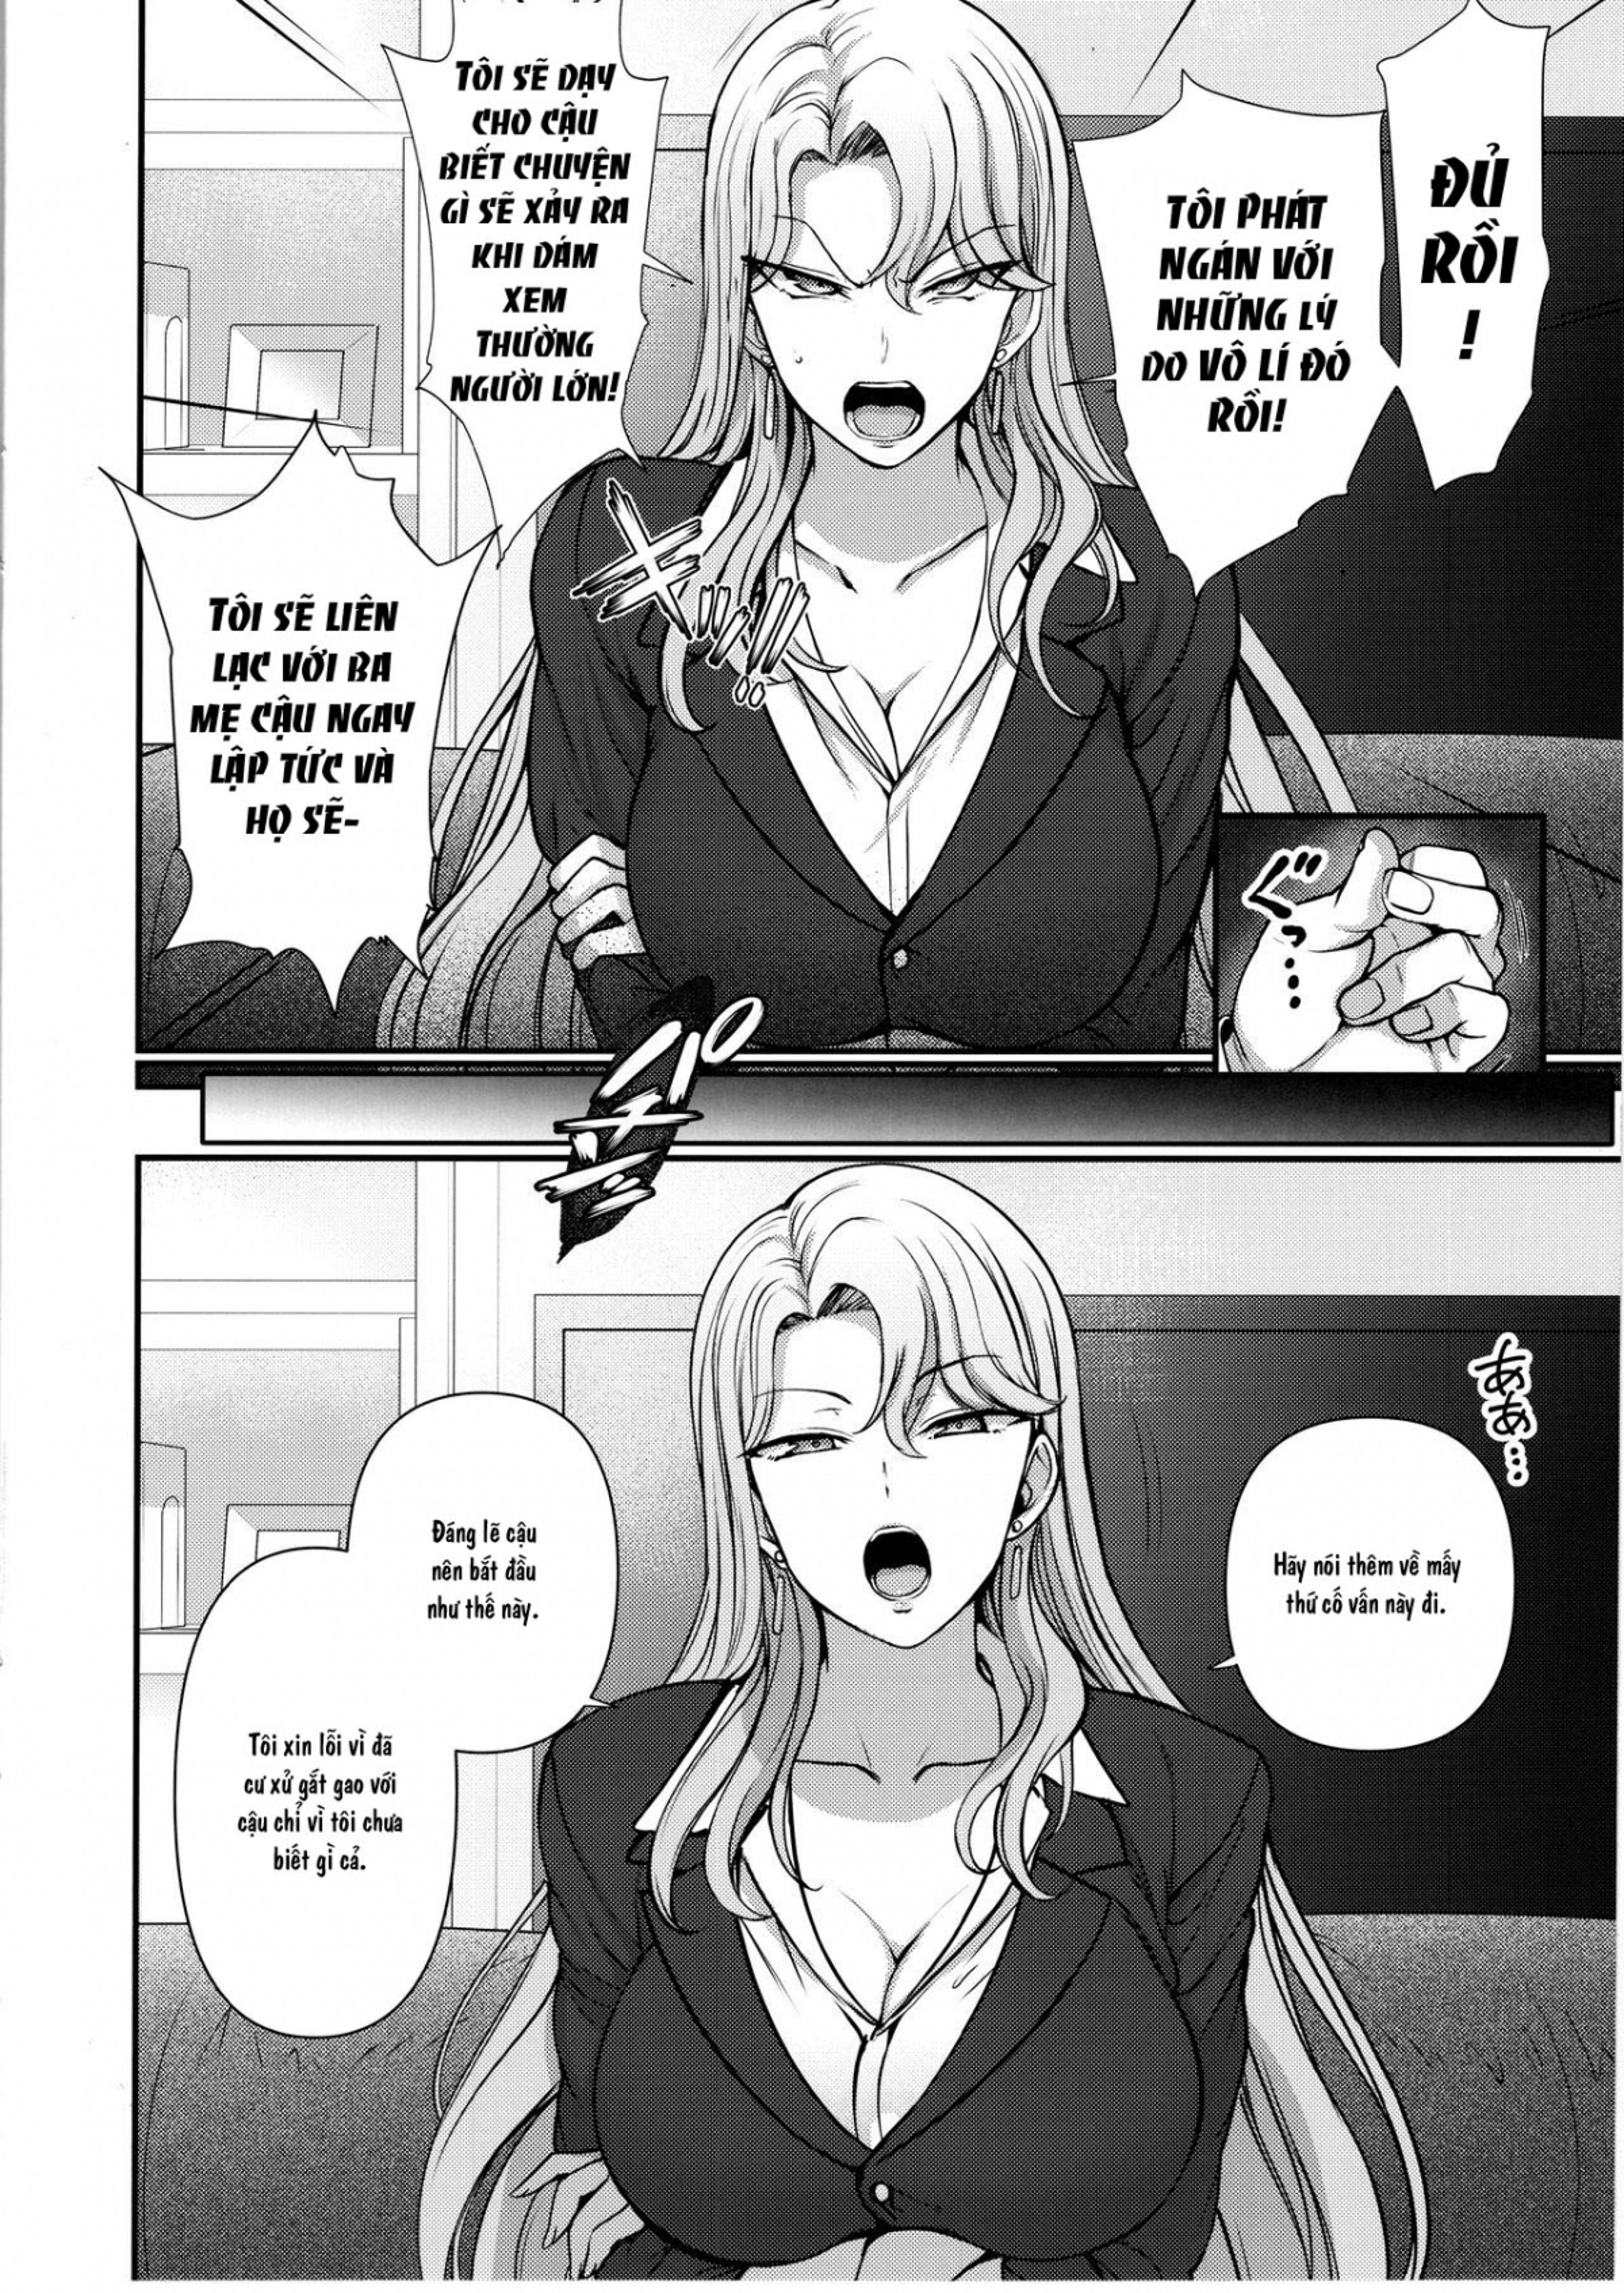 ĐỦ
RỒI
!
TÔI PHÁT
NGÁN VỚI
NHỮNG LÝ
DO VÔ LÍ ĐÓ
RỒI!
TÔI SẼ DẠY
CHO CẬU
BIẾT CHUYỆN
GÌ SẼ XẢY RA
KHI DÁM
XEM
THƯỜNG
NGƯỜI LỚN!
TÔI SẼ LIÊN
LẠC VỚI BA
MẸ CẬU NGAY
LẬP TỨC VÀ
HỌ SẼ-
ぐっ…
ああ…
Hãy nói thêm về mấy
thứ cố vấn này đi.
Đáng lẽ cậu
nên bắt đầu
như thế này.
Tôi xin lỗi vì đã
cư xử gắt gao với
cậu chỉ vì tôi chưa
biết gì cả.